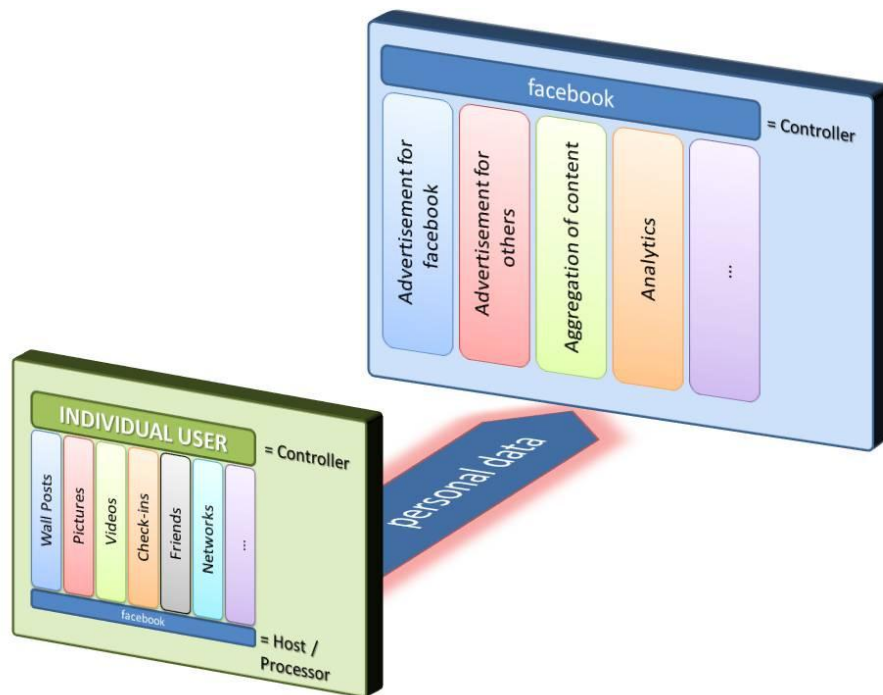 facebook
= Controller
Advertisement for
facebook
Advertisement for
others
Aggregation of content
Analytics
...
INDIVIDUAL USER
= Controller
Wall Posts
Pictures
Videos
Check-ins
Friends
Networks
...
facebook
= Host /
Processor
personal data